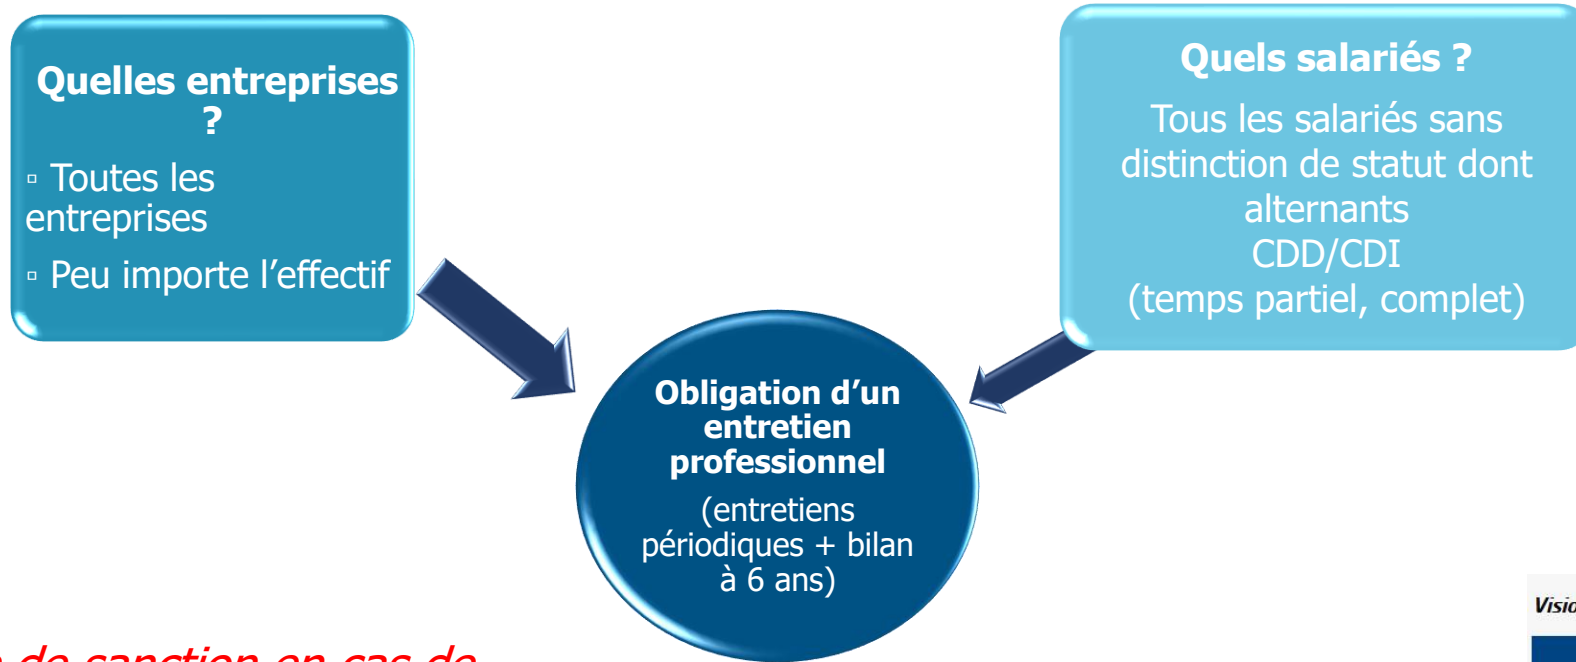 Quelles entreprises
?
▫ Toutes les
entreprises
▫ Peu importe l’effectif
Quels salariés ?
Tous les salariés sans
distinction de statut dont
alternants
CDD/CDI
(temps partiel, complet)
Obligation d’un
entretien
professionnel
(entretiens
périodiques + bilan
à 6 ans)
de sanction en cas de